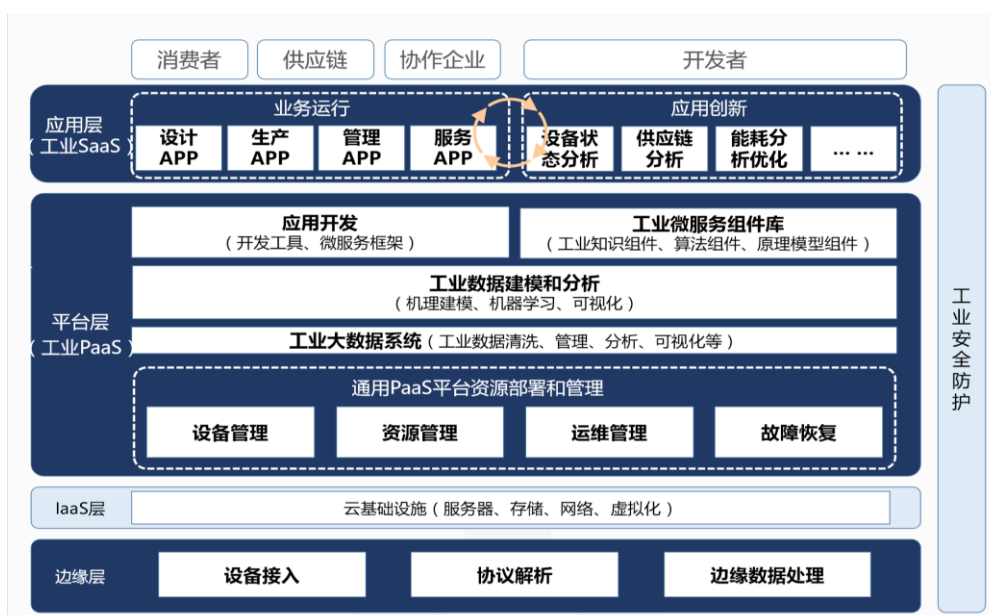 消费者
供应链
协作企业
开发者
应用层
（工业SaaS）
业务运行
设计
APP
生产
APP
管理
APP
服务
APP
应用创新
设备状
态分析
供应链
分析
能耗分
析优化
... ...
平台层
（工业PaaS）
应用开发
（开发工具、微服务框架）
工业微服务组件库
（工业知识组件、算法组件、原理模型组件）
工业数据建模和分析
（机理建模、机器学习、可视化）
工业大数据系统（工业数据清洗、管理、分析、可视化等）
通用PaaS平台资源部署和管理
设备管理
资源管理
运维管理
故障恢复
IaaS层
云基础设施（服务器、存储、网络、虚拟化）
边缘层
设备接入
协议解析
边缘数据处理
工业安全防护